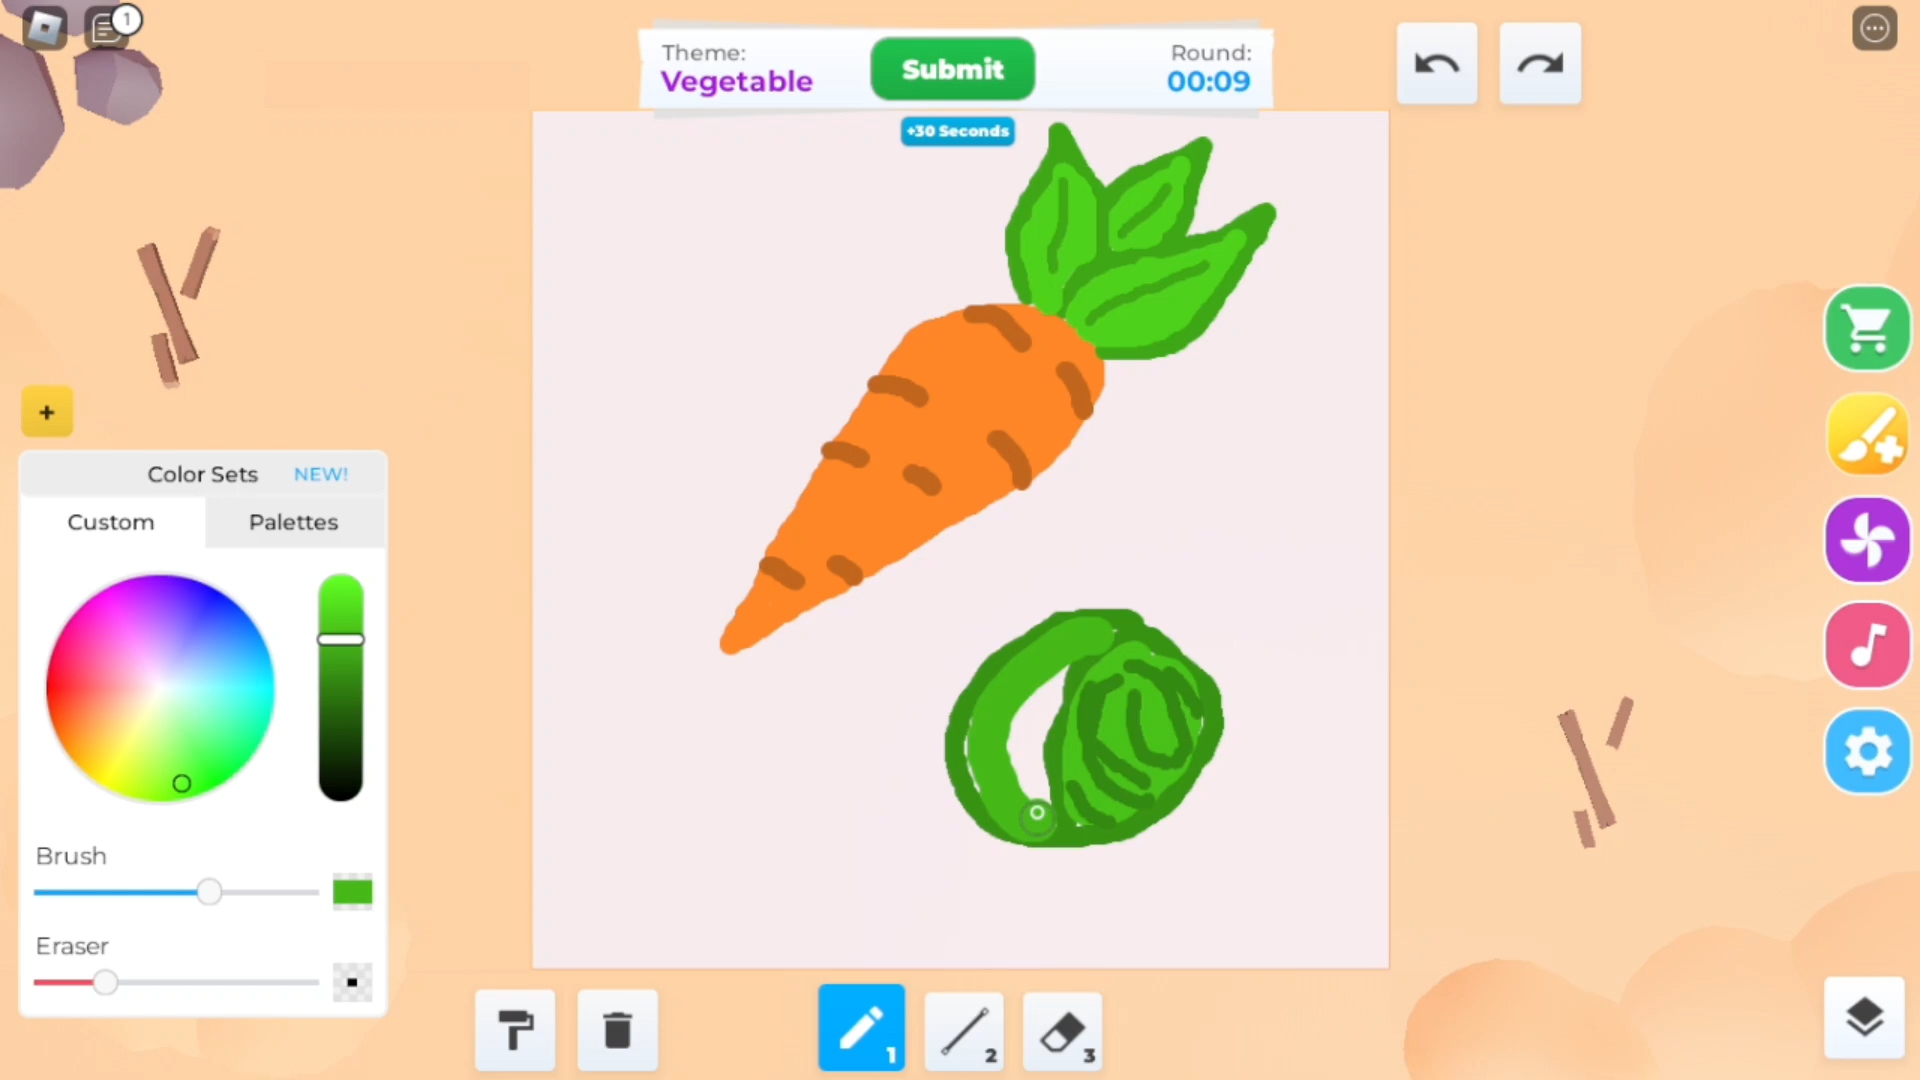 1
Theme:
Vegetable
Submit
Round:
00:09
+30 Seconds
+
Color Sets NEW!
Custom Palettes
Brush
Eraser
1
2
3